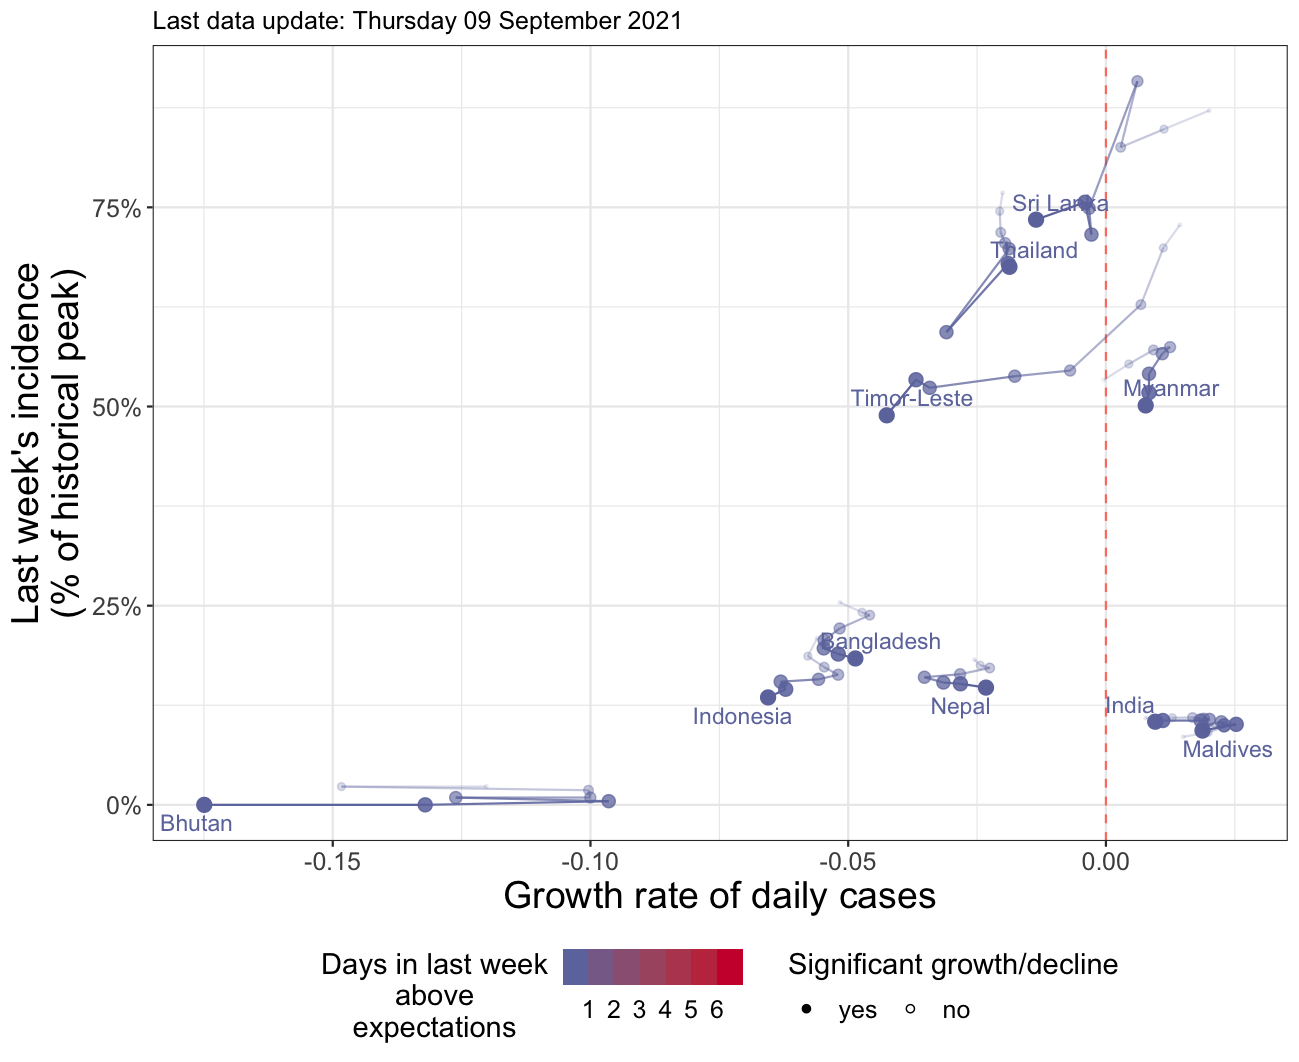 Last data update: Thursday 09 September 2021
Last week's incidence
(% of historical peak)
75%
50%
25%
0%
Sri Lanka
Thailand
Timor-Leste
Myanmar
Bangladesh
Indonesia
Nepal
India
Maldives
Bhutan
-0.15
-0.10
-0.05
0.00
Growth rate of daily cases
Days in last week
above
expectations
1 2 3 4 5 6
Significant growth/decline
yes
no